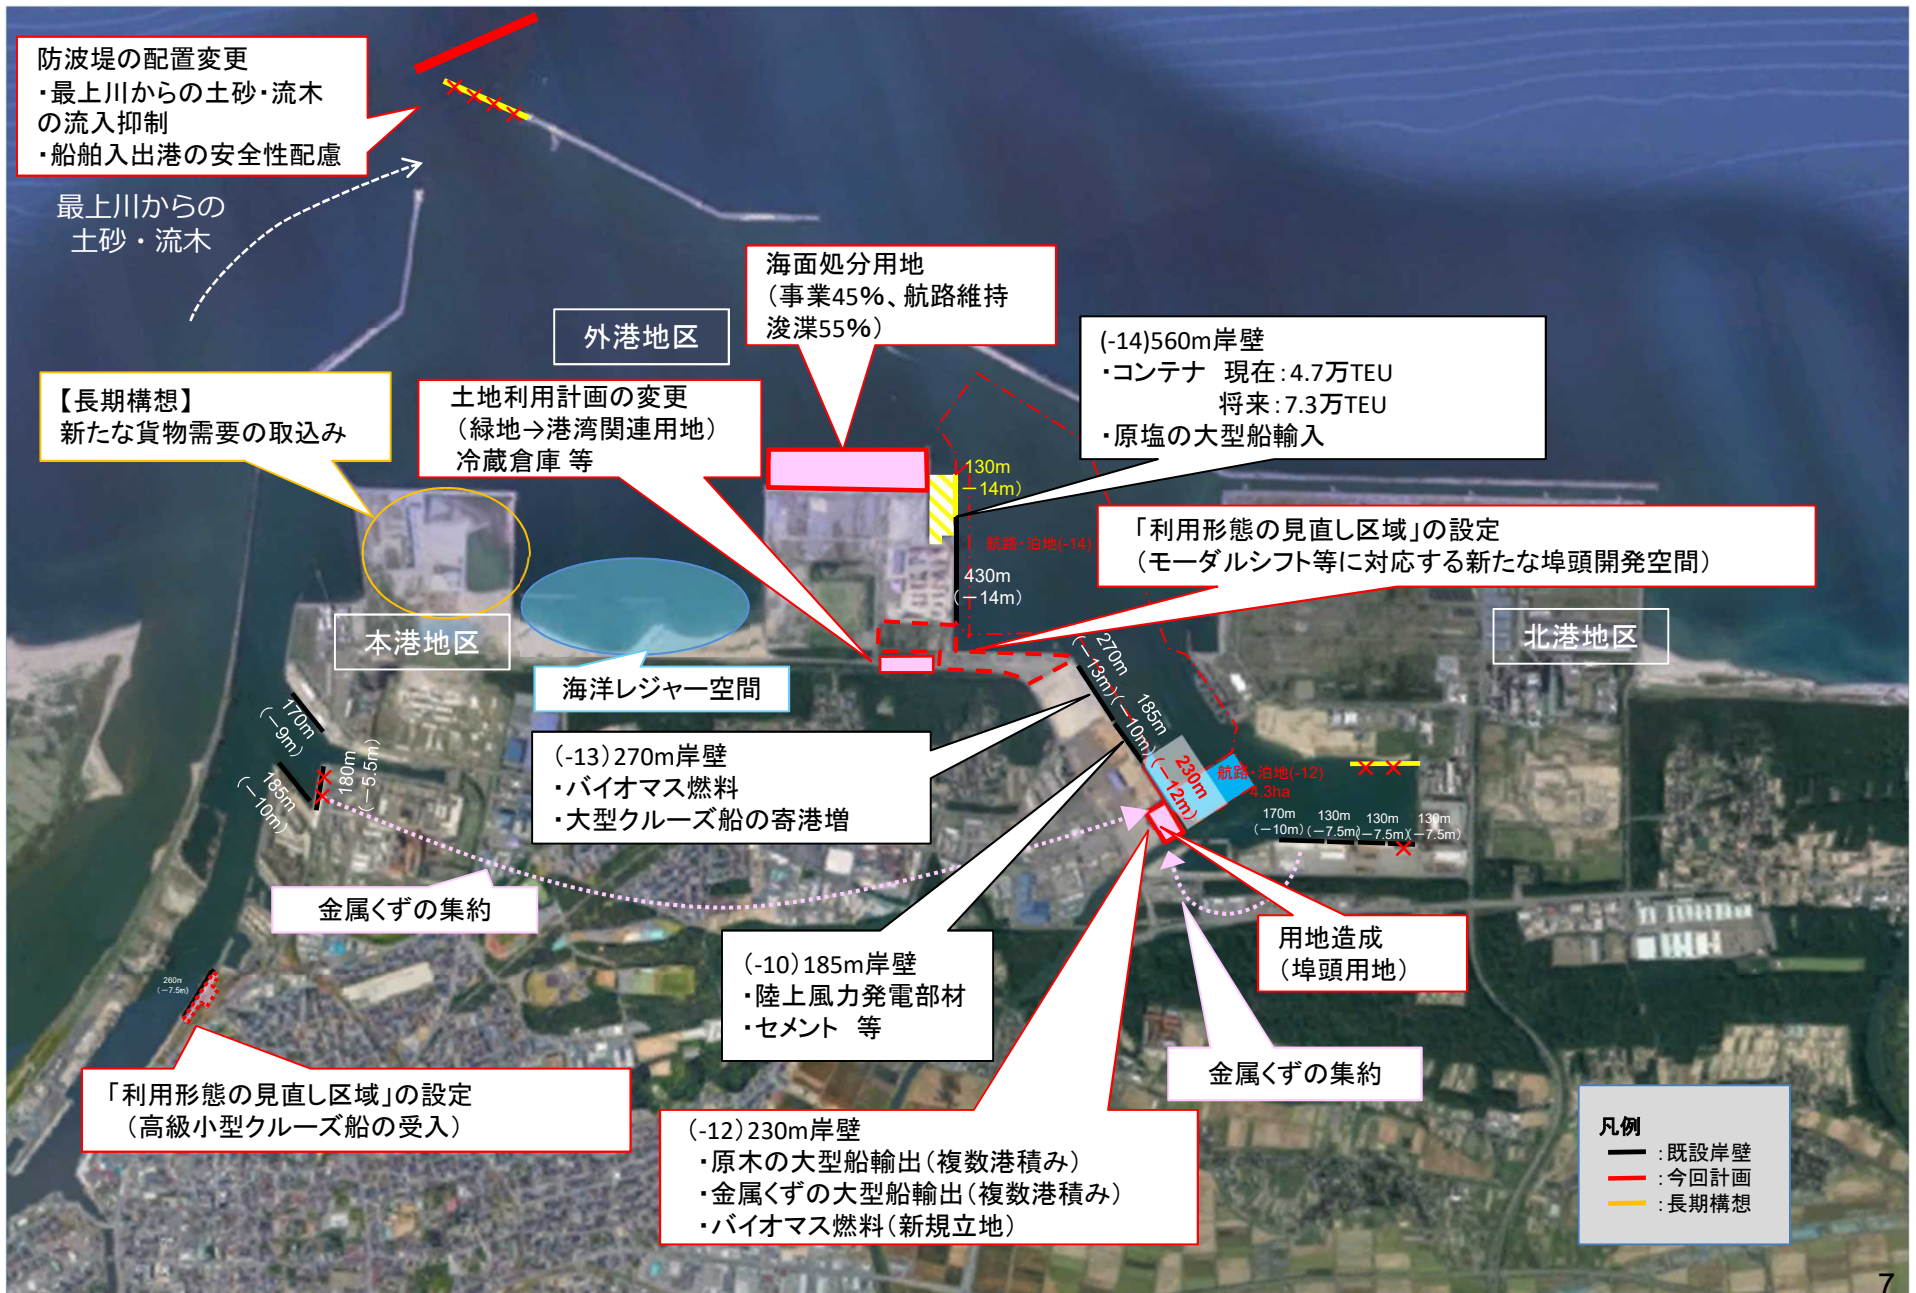 防波堤の配置変更
・最上川からの土砂・流木
の流入抑制
・船舶入出港の安全性配慮
最上川からの
土砂・流木
海面処分用地
（事業45%、航路維持
浚渫55%）
外港地区
(-14)560m岸壁
・コンテナ　現在：4.7万TEU
将来：7.3万TEU
・原塩の大型船輸入
【長期構想】
新たな貨物需要の取込み
土地利用計画の変更
（緑地→港湾関連用地）
冷蔵倉庫 等
130m
（－14m）
航路・泊地(-14)
430m
（－14m）
「利用形態の見直し区域」の設定
（モーダルシフト等に対応する新たな埠頭開発空間）
本港地区
北港地区
海洋レジャー空間
270m
（－13m）
185m
（－10m）
230m
（－12m）
航路・泊地(-12)
4.3ha
170m
（－9m）
185m
（－10m）
180m
（－5.5m）
(-13)270m岸壁
・バイオマス燃料
・大型クルーズ船の寄港増
170m
（－10m）
130m
（－7.5m）
130m
（－7.5m）
130m
（－7.5m）
金属くずの集約
用地造成
（埠頭用地）
(-10)185m岸壁
・陸上風力発電部材
・セメント　等
260m
（－7.5m）
金属くずの集約
「利用形態の見直し区域」の設定
（高級小型クルーズ船の受入）
(-12)230m岸壁
・原木の大型船輸出（複数港積み）
・金属くずの大型船輸出（複数港積み）
・バイオマス燃料（新規立地）
凡例
：既設岸壁
：今回計画
：長期構想
7